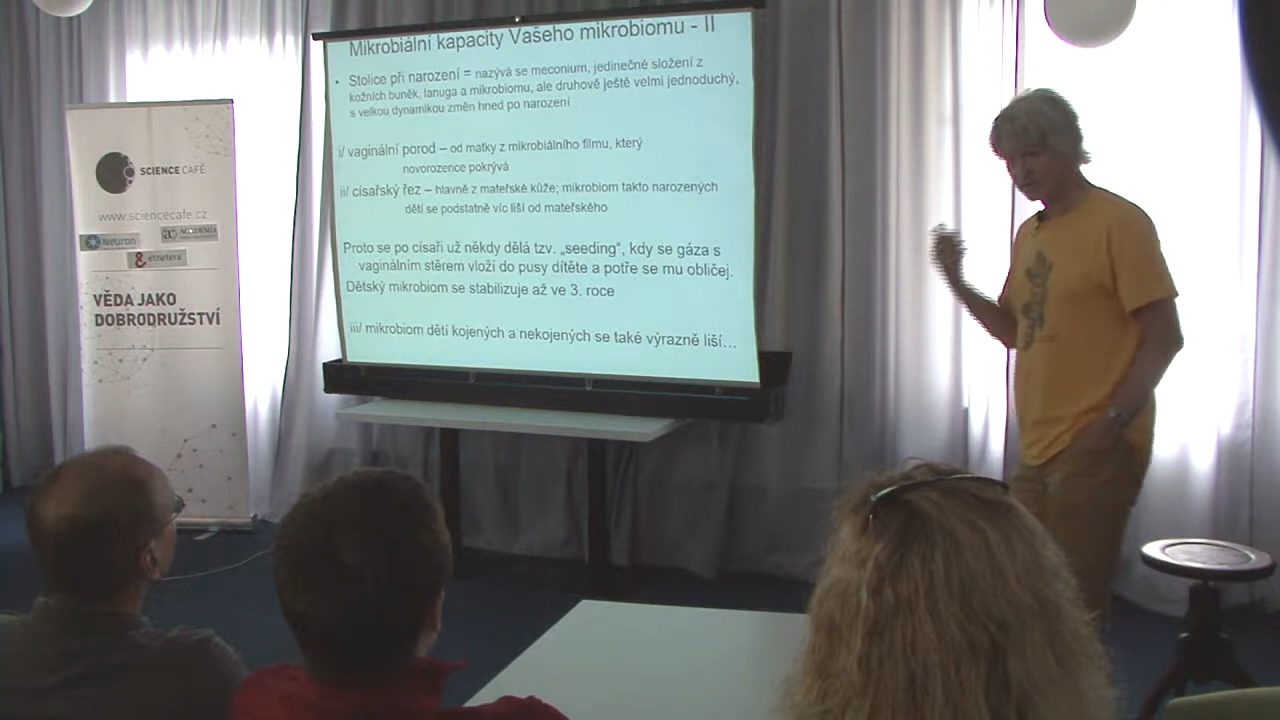 Mikrobiální kapacity Vašeho mikrobiomu - II
• Stolice při narození = nazývá se meconium, jedinečné složení z
kožních buněk, lanuga a mikrobiomu, ale druhově ještě velmi jednoduchý,
s velkou dynamikou změn hned po narození
i/ vaginální porod – od matky z mikrobiálního filmu, který
novorozence pokrývá
ii/ císařský řez – hlavně z mateřské kůže; mikrobiom takto narozených
dětí se podstatně víc liší od mateřského
Proto se po císaři už někdy dělá tzv. „seeding“, kdy se gáza s
vaginálním stěrem vloží do pusy dítěte a potře se mu obličej.
Dětský mikrobiom se stabilizuje až ve 3. roce
iii/ mikrobiom dětí kojených a nekojených se také výrazně liší...
SCIENCE CAFÉ
www.sciencecafe.cz
Neuron
ACADEMIA
etnetera
VĚDA JAKO
DOBRODRUŽSTVÍ